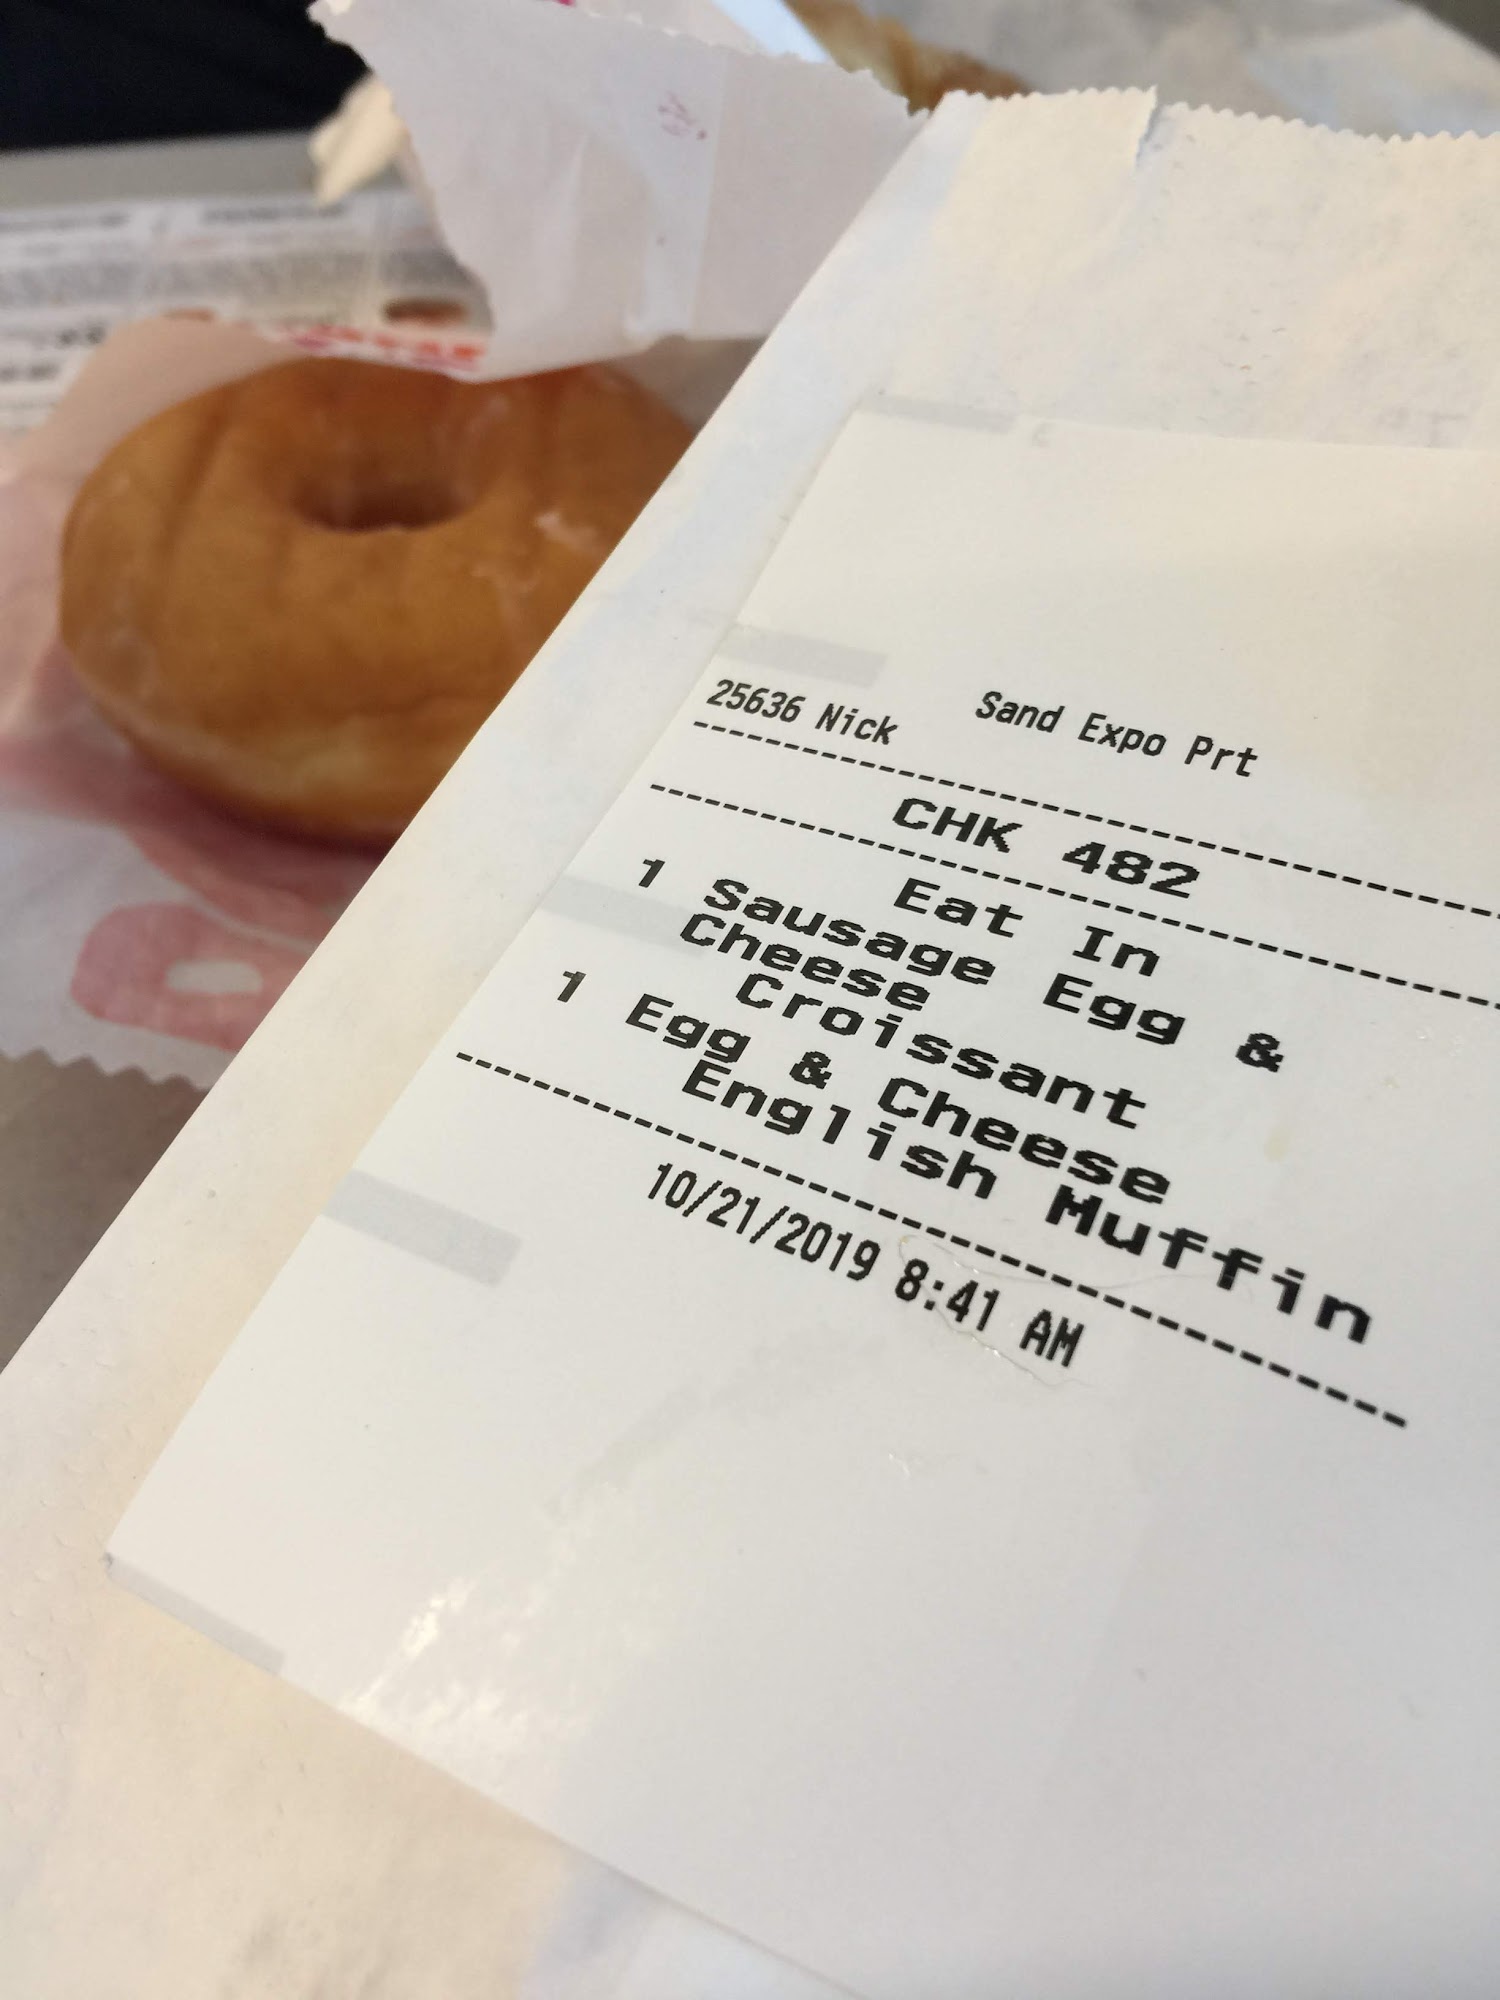 25636 Nick Sand Expo Prt
CHK 482
Eat In
1 Sausage Egg &
Cheese
Croissant
1 Egg & Cheese
English Muffin
10/21/2019 8:41 AM